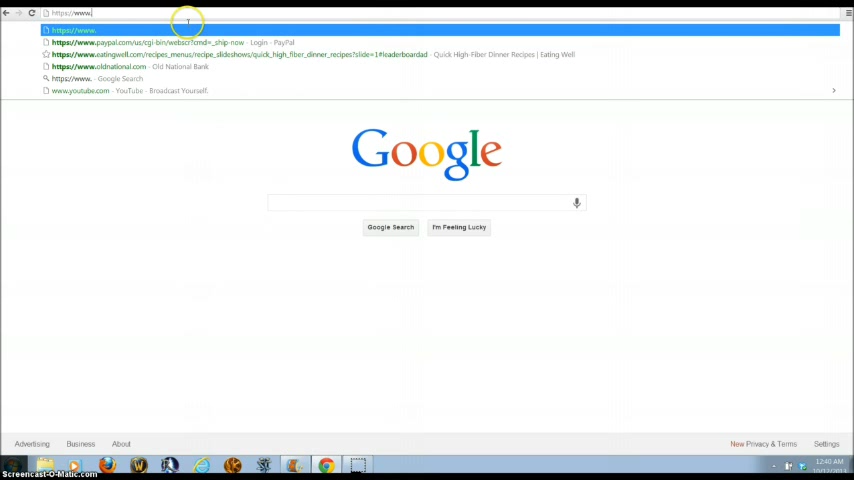 https://www.
https://www.
https://www.paypal.com/us/cgi-bin/webscr?cmd=_ship-now - Login - PayPal
https://www.eatingwell.com/recipes_menus/recipe_slideshows/quick_high_fiber_dinner_recipes?slide=1#leaderboardad - Quick High-Fiber Dinner Recipes | Eating Well
https://www.oldnational.com - Old National Bank
https://www. - Google Search
www.youtube.com - YouTube - Broadcast Yourself.
Google
Google Search I'm Feeling Lucky
Advertising Business About New Privacy & Terms Settings
12:40 AM
Screencast-O-Matic.com